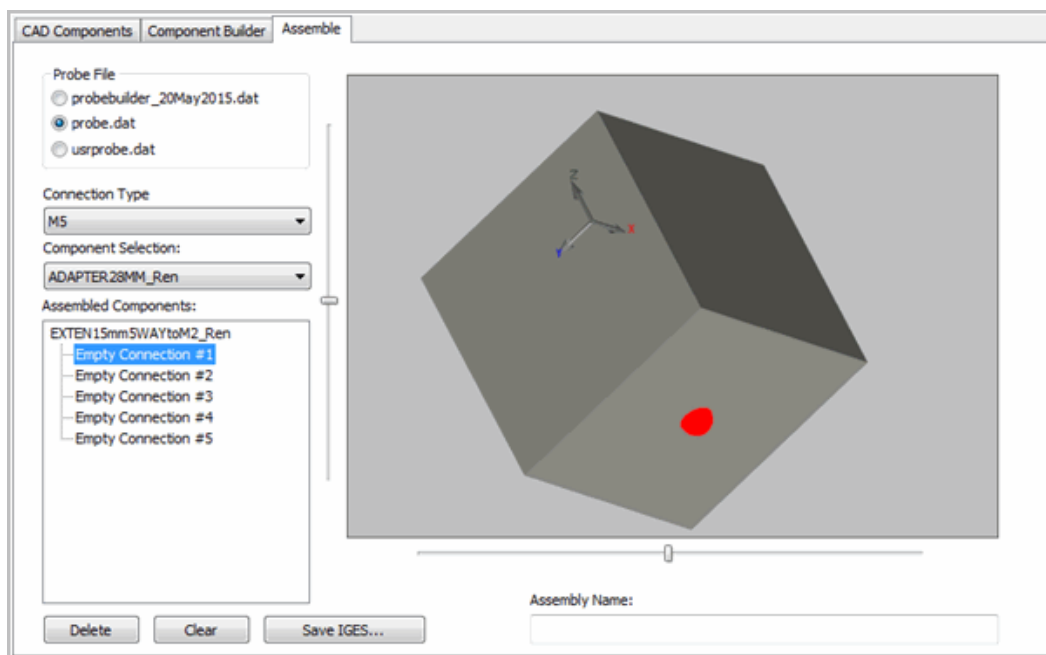 CAD Components Component Builder Assemble
Probe File
probebuilder_20May2015.dat
probe.dat
usrprobe.dat
Connection Type
M5
Component Selection:
ADAPTER28MM_Ren
Assembled Components:
EXTEN15mm5WAYtoM2_Ren
Empty Connection #1
Empty Connection #2
Empty Connection #3
Empty Connection #4
Empty Connection #5
Z
X
Y
Assembly Name:
Delete Clear Save IGES...